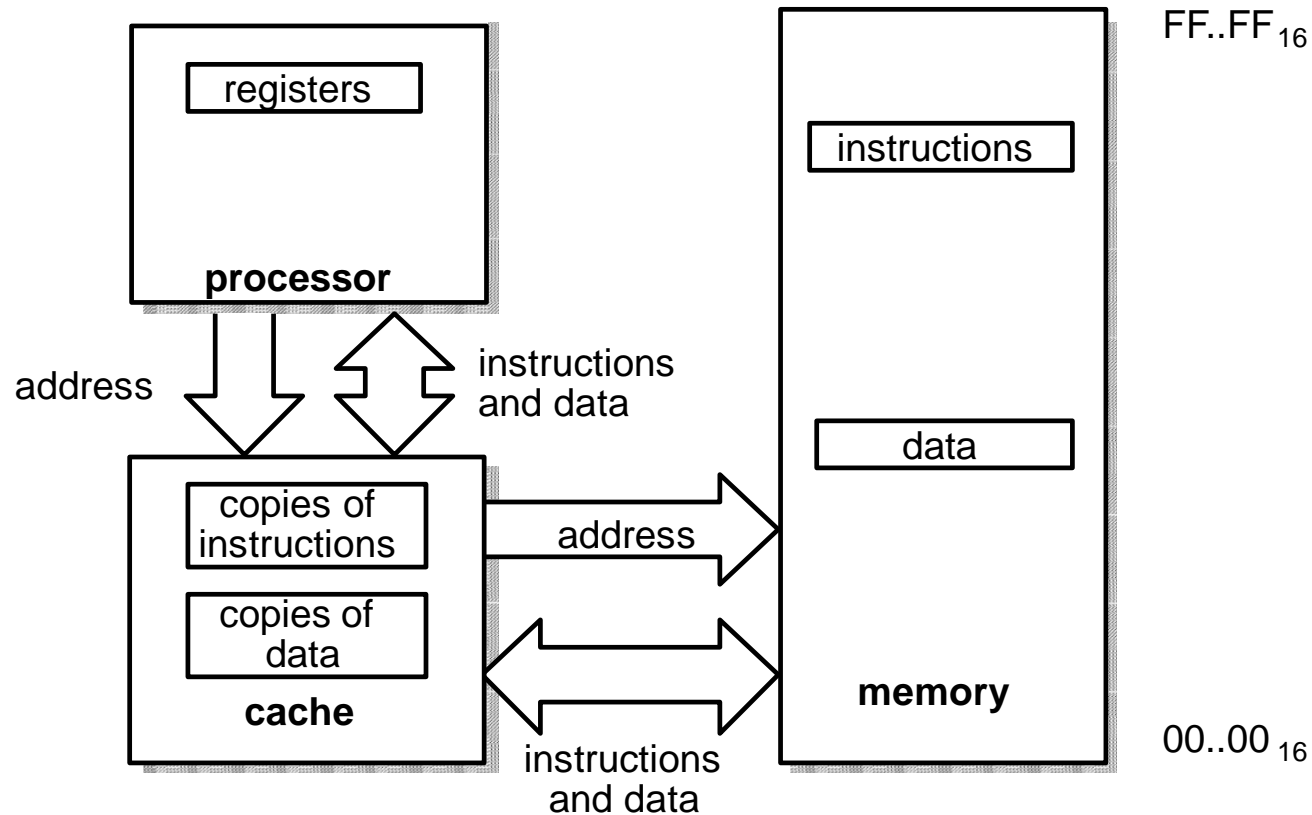 registers
processor
address
instructions
and data
copies of
instructions
copies of
data
cache
address
instructions
and data
instructions
data
memory
FF..FF16
00..0016